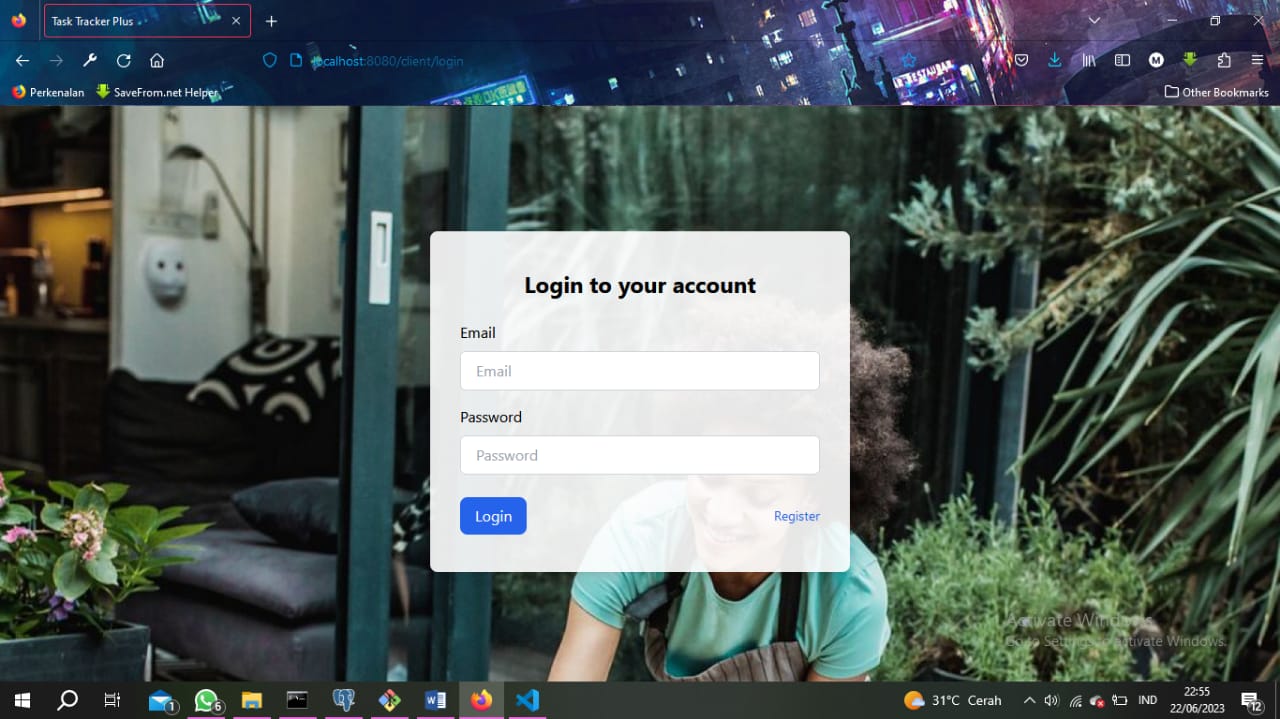 Task Tracker Plus
localhost:8080/client/login
Perkenalan
SaveFrom.net Helper
Other Bookmarks
Login to your account
Email
Email
Password
Password
Login
Register
Activate Windows
Go to Settings to activate Windows.
1
6
31°C Cerah
IND
22:55
22/06/2023
12